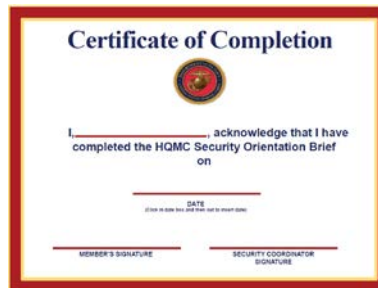 Certificate of Completion
I, , acknowledge that I have
completed the HQMC Security Orientation Brief
on
DATE
(Click in date box and then out to insert date)
MEMBER'S SIGNATURE
SECURITY COORDINATOR
SIGNATURE